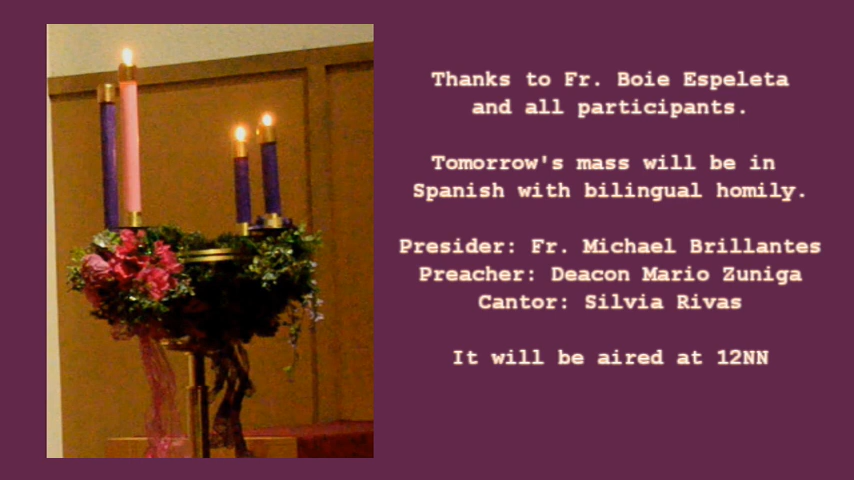 Thanks to Fr. Boie Espeleta
and all participants.
Tomorrow's mass will be in
Spanish with bilingual homily.
Presider: Fr. Michael Brillantes
Preacher: Deacon Mario Zuniga
Cantor: Silvia Rivas
It will be aired at 12NN